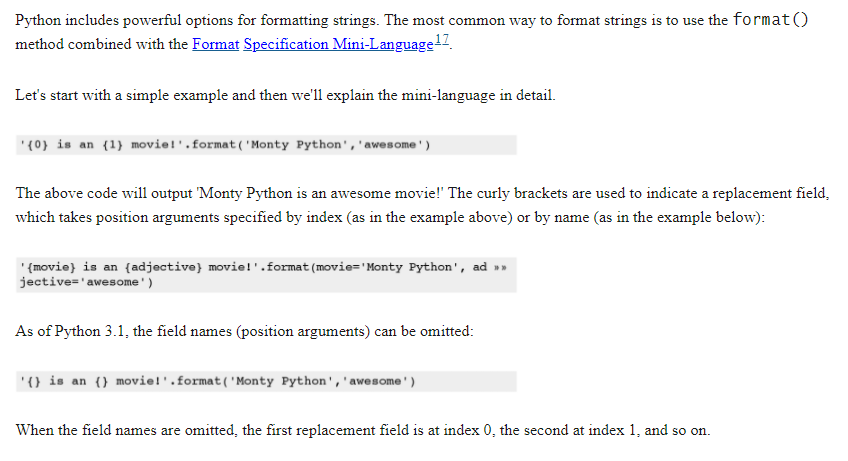 Python includes powerful options for formatting strings. The most common way to format strings is to use the format()
method combined with the Format Specification Mini-Language17.
Let's start with a simple example and then we'll explain the mini-language in detail.
'{0} is an {1} movie!'.format('Monty Python','awesome')
The above code will output 'Monty Python is an awesome movie!' The curly brackets are used to indicate a replacement field,
which takes position arguments specified by index (as in the example above) or by name (as in the example below):
'{movie} is an {adjective} movie!'.format(movie='Monty Python', ad »»
jective='awesome')
As of Python 3.1, the field names (position arguments) can be omitted:
'{} is an {} movie!'.format('Monty Python','awesome')
When the field names are omitted, the first replacement field is at index 0, the second at index 1, and so on.